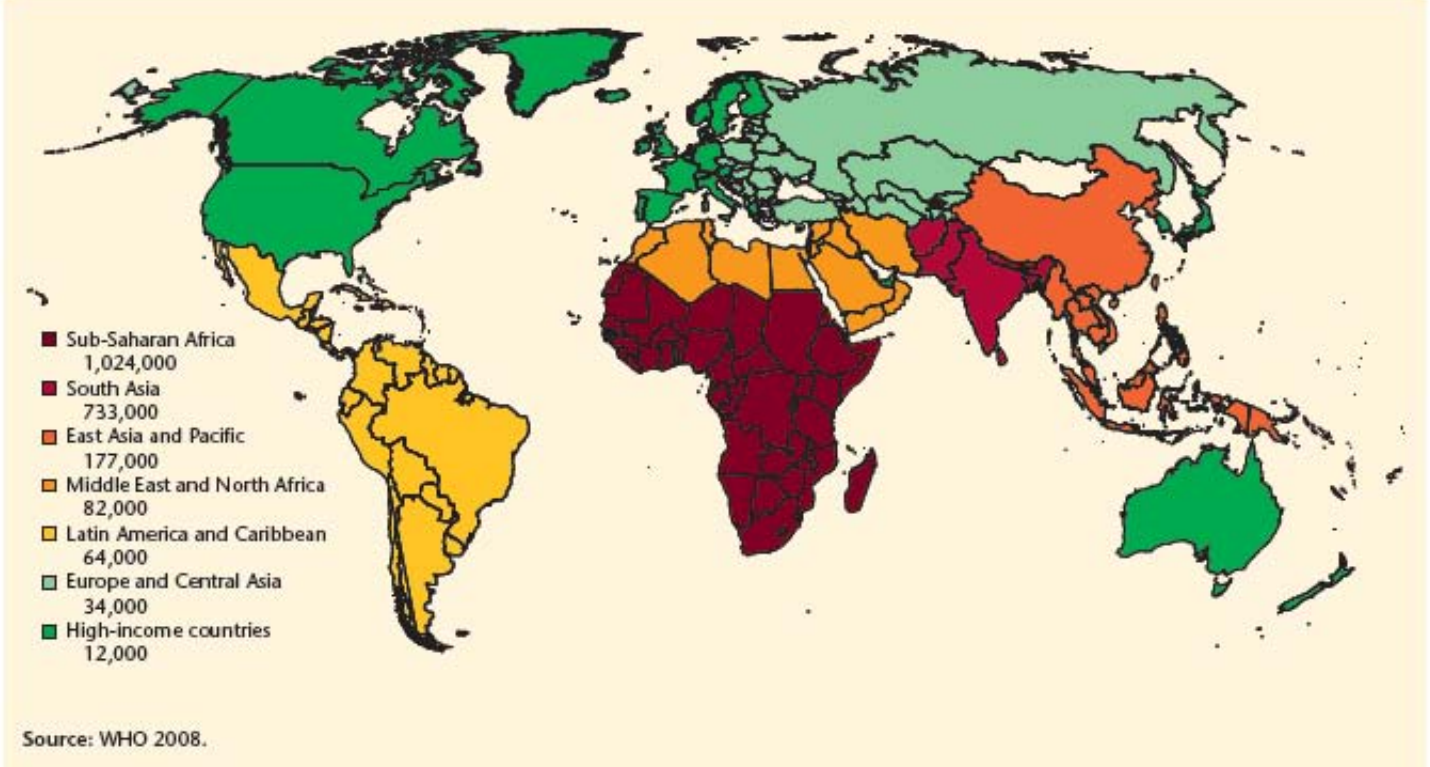 Sub-Saharan Africa
1,024,000
South Asia
733,000
East Asia and Pacific
177,000
Middle East and North Africa
82,000
Latin America and Caribbean
64,000
Europe and Central Asia
34,000
High-income countries
12,000
Source: WHO 2008.